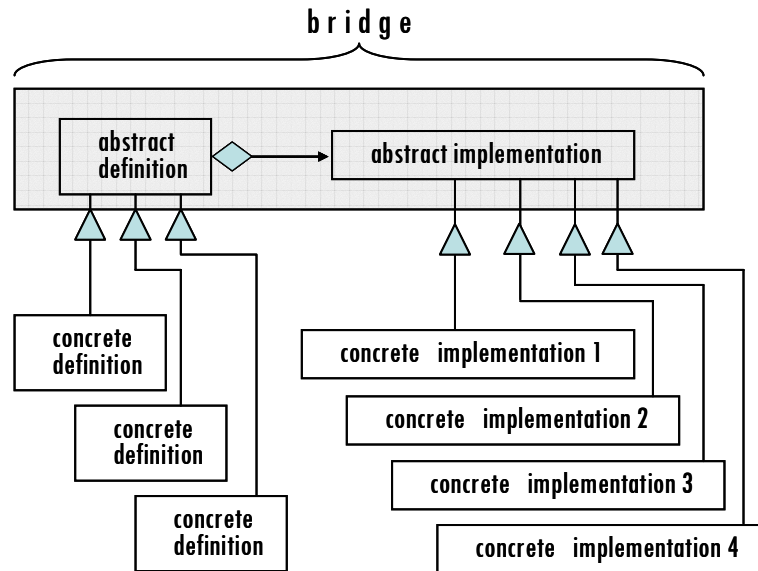 bridge
abstract
definition
abstract implementation
concrete
definition
concrete implementation 1
concrete implementation 2
concrete
definition
concrete implementation 3
concrete
definition
concrete implementation 4